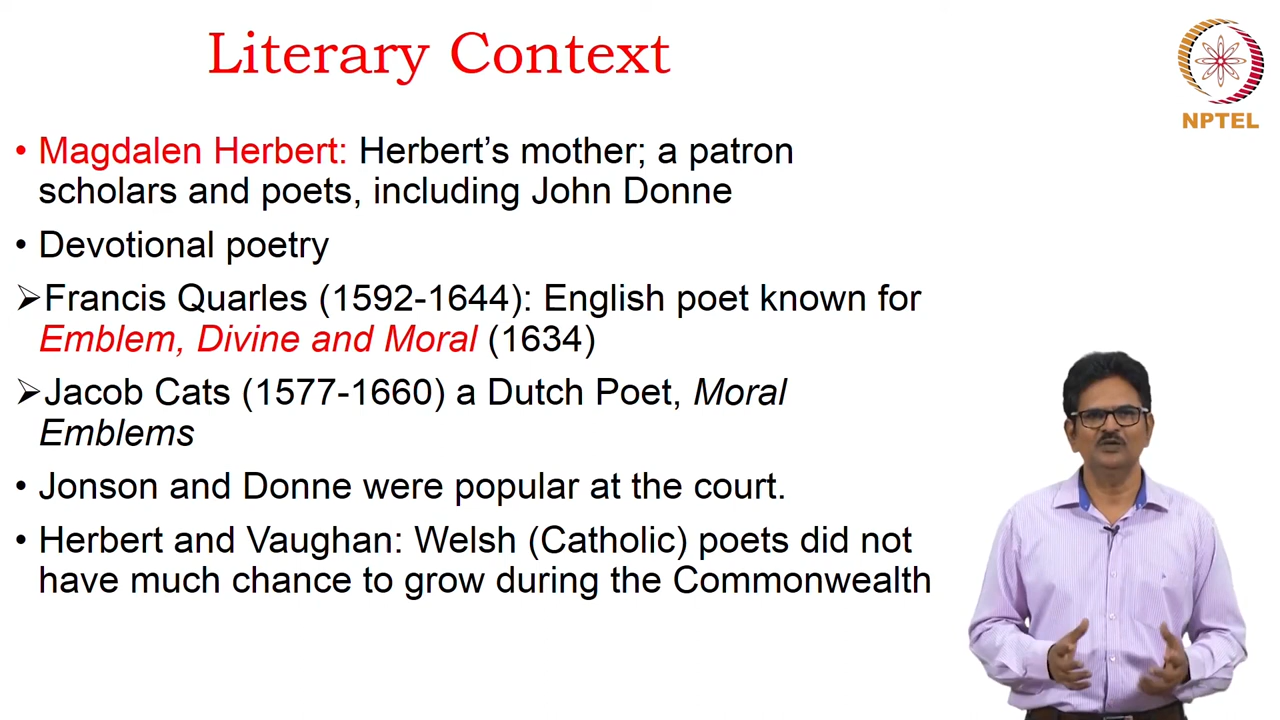 Literary Context
NPTEL
• Magdalen Herbert: Herbert’s mother; a patron
scholars and poets, including John Donne
• Devotional poetry
➢Francis Quarles (1592-1644): English poet known for
Emblem, Divine and Moral (1634)
➢Jacob Cats (1577-1660) a Dutch Poet, Moral
Emblems
• Jonson and Donne were popular at the court.
• Herbert and Vaughan: Welsh (Catholic) poets did not
have much chance to grow during the Commonwealth